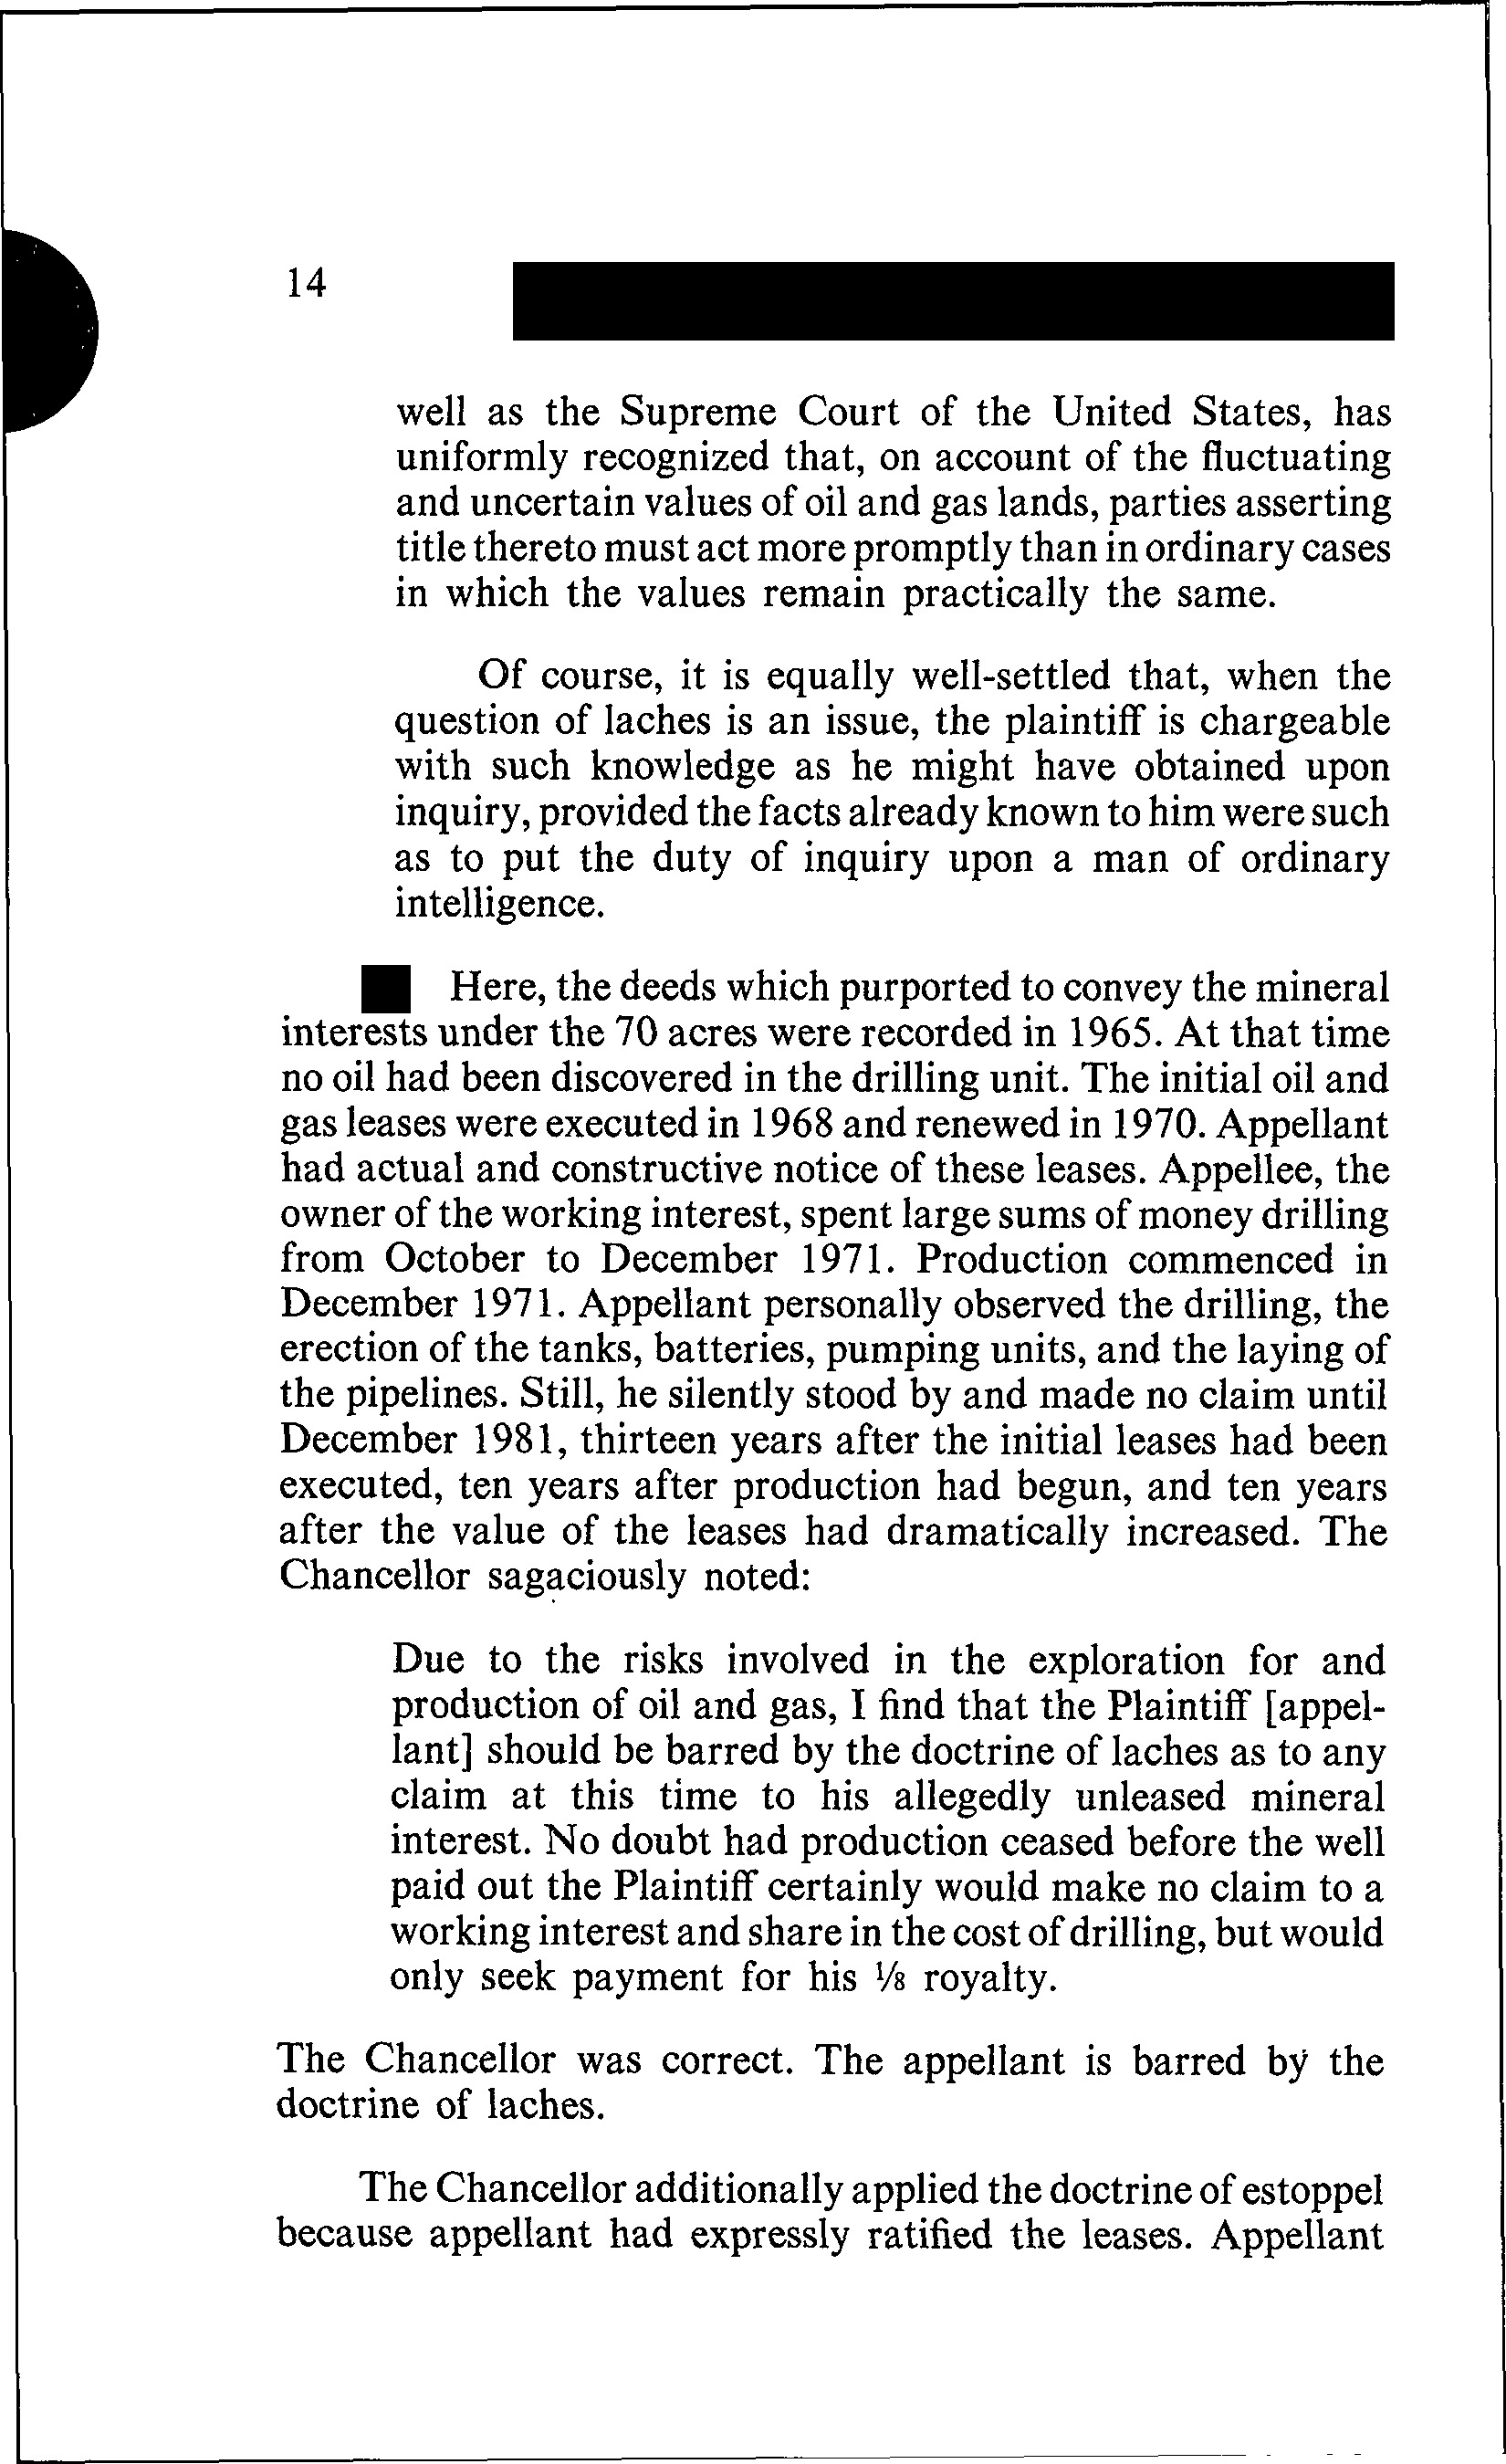 14
well as the Supreme Court of the United States, has
uniformly recognized that, on account of the fluctuating
and uncertain values of oil and gas lands, parties asserting
title thereto must act more promptly than in ordinary cases
in which the values remain practically the same.
Of course, it is equally well-settled that, when the
question of laches is an issue, the plaintiff is chargeable
with such knowledge as he might have obtained upon
inquiry, provided the facts already known to him were such
as to put the duty of inquiry upon a man of ordinary
intelligence.
Here, the deeds which purported to convey the mineral
interests under the 70 acres were recorded in 1965. At that time
no oil had been discovered in the drilling unit. The initial oil and
gas leases were executed in 1968 and renewed in 1970. Appellant
had actual and constructive notice of these leases. Appellee, the
owner of the working interest, spent large sums of money drilling
from October to December 1971. Production commenced in
December 1971. Appellant personally observed the drilling, the
erection of the tanks, batteries, pumping units, and the laying of
the pipelines. Still, he silently stood by and made no claim until
December 1981, thirteen years after the initial leases had been
executed, ten years after production had begun, and ten years
after the value of the leases had dramatically increased. The
Chancellor sagaciously noted:
Due to the risks involved in the exploration for and
production of oil and gas, I find that the Plaintiff [appel-
lant] should be barred by the doctrine of laches as to any
claim at this time to his allegedly unleased mineral
interest. No doubt had production ceased before the well
paid out the Plaintiff certainly would make no claim to a
working interest and share in the cost of drilling, but would
only seek payment for his ⅛ royalty.
The Chancellor was correct. The appellant is barred by the
doctrine of laches.
The Chancellor additionally applied the doctrine of estoppel
because appellant had expressly ratified the leases. Appellant